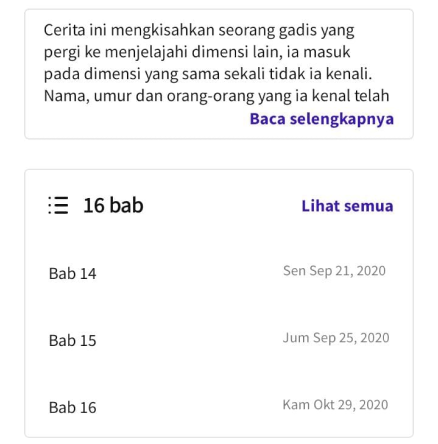 Cerita ini mengkisahkan seorang gadis yang
pergi ke menjelajahi dimensi lain, ia masuk
pada dimensi yang sama sekali tidak ia kenali.
Nama, umur dan orang-orang yang ia kenal telah
Baca selengkapnya
16 bab
Lihat semua
Bab 14
Sen Sep 21, 2020
Bab 15
Jum Sep 25, 2020
Bab 16
Kam Okt 29, 2020